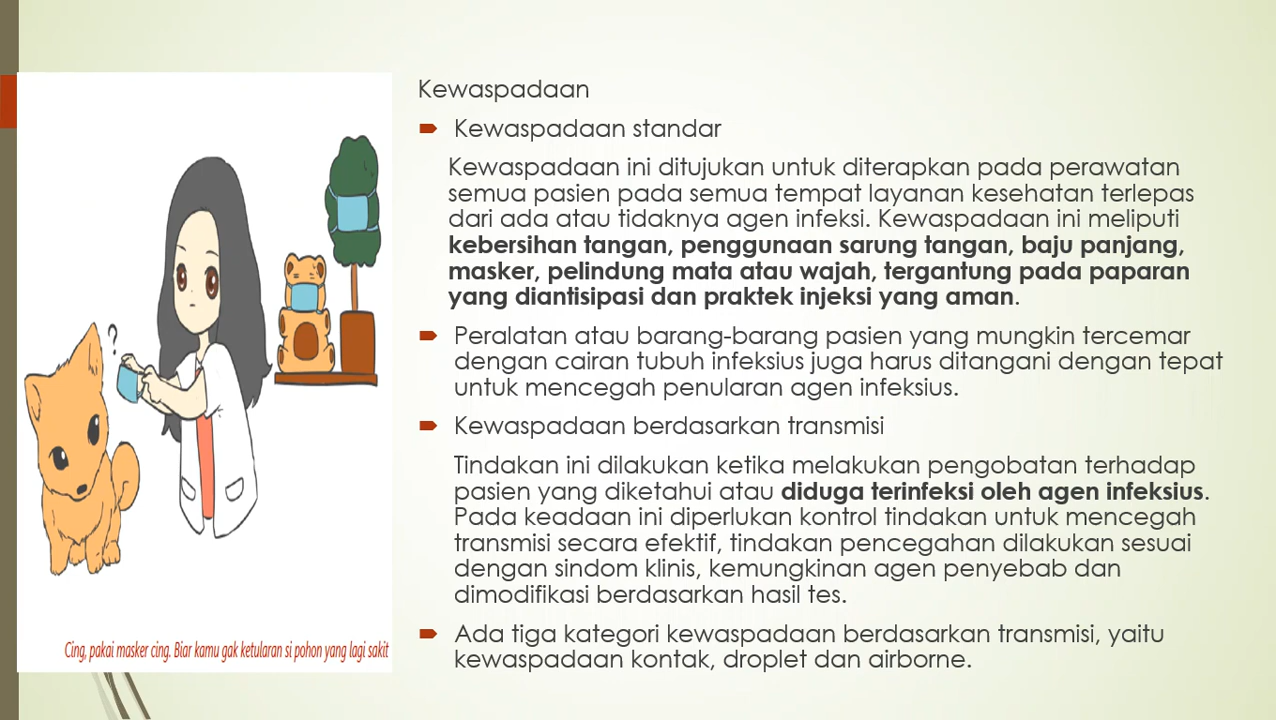 Kewaspadaan
Kewaspadaan standar
Kewaspadaan ini ditujukan untuk diterapkan pada perawatan
semua pasien pada semua tempat layanan kesehatan terlepas
dari ada atau tidaknya agen infeksi. Kewaspadaan ini meliputi
kebersihan tangan, penggunaan sarung tangan, baju panjang,
masker, pelindung mata atau wajah, tergantung pada paparan
yang diantisipasi dan praktek injeksi yang aman.
Peralatan atau barang-barang pasien yang mungkin tercemar
dengan cairan tubuh infeksius juga harus ditangani dengan tepat
untuk mencegah penularan agen infeksius.
Kewaspadaan berdasarkan transmisi
Tindakan ini dilakukan ketika melakukan pengobatan terhadap
pasien yang diketahui atau diduga terinfeksi oleh agen infeksius.
Pada keadaan ini diperlukan kontrol tindakan untuk mencegah
transmisi secara efektif, tindakan pencegahan dilakukan sesuai
dengan sindom klinis, kemungkinan agen penyebab dan
dimodifikasi berdasarkan hasil tes.
Ada tiga kategori kewaspadaan berdasarkan transmisi, yaitu
kewaspadaan kontak, droplet dan airborne.
?
Cing, pakai masker cing. Biar kamu gak ketularan si pohon yang lagi sakit